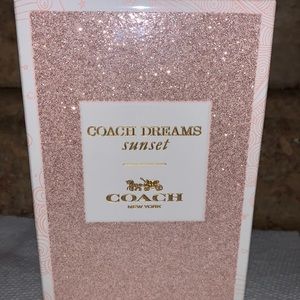 COACH DREAMS
sunset
COACH
NEW YORK